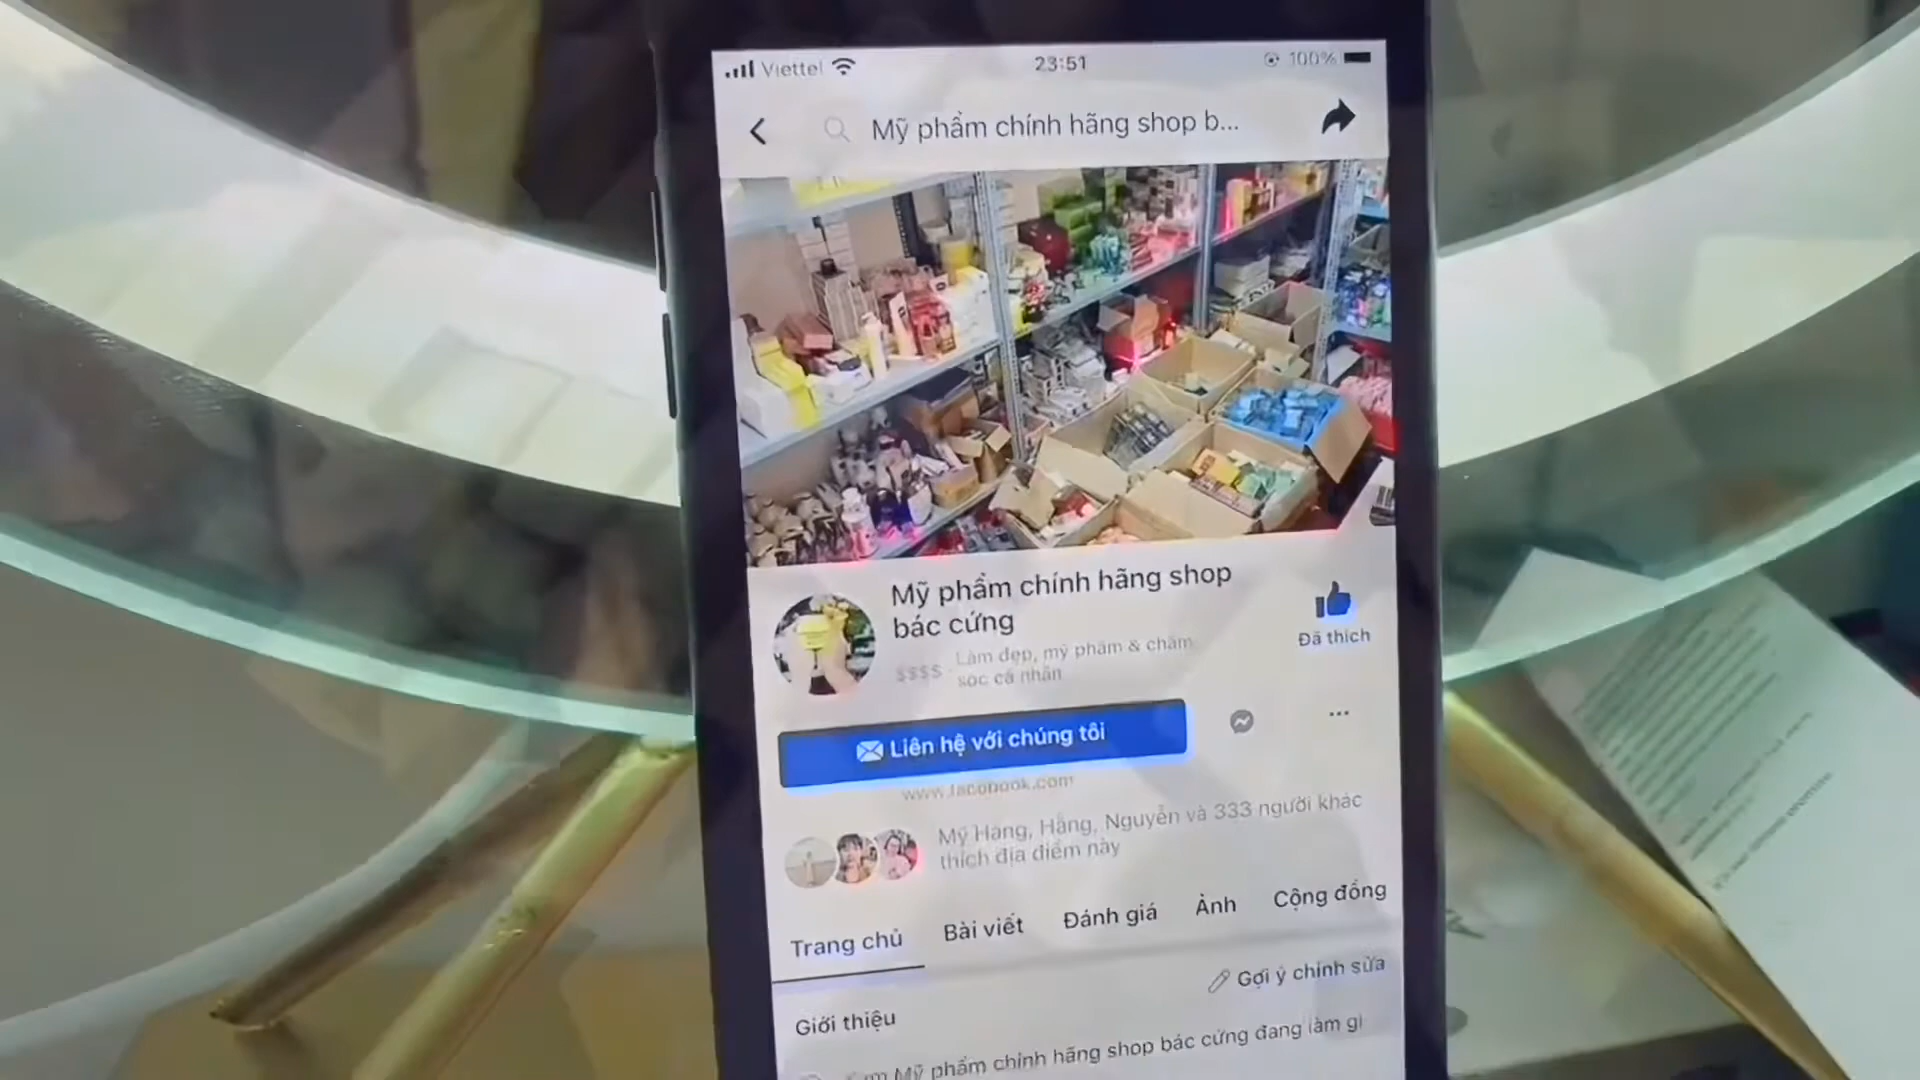 Viettel 23:51 100%
Mỹ phẩm chính hãng shop b...
Mỹ phẩm chính hãng shop
bác cứng
Đã thích
$$$$ · Làm đẹp, mỹ phẩm & chăm
sóc cá nhân
Liên hệ với chúng tôi
www.facebook.com
Mỹ Hạng, Hằng, Nguyễn và 333 người khác
thích địa điểm này
Trang chủ Bài viết Đánh giá Ảnh Cộng đồng
Gợi ý chỉnh sửa
Giới thiệu
Mỹ phẩm chính hãng shop bác cứng đang làm gì